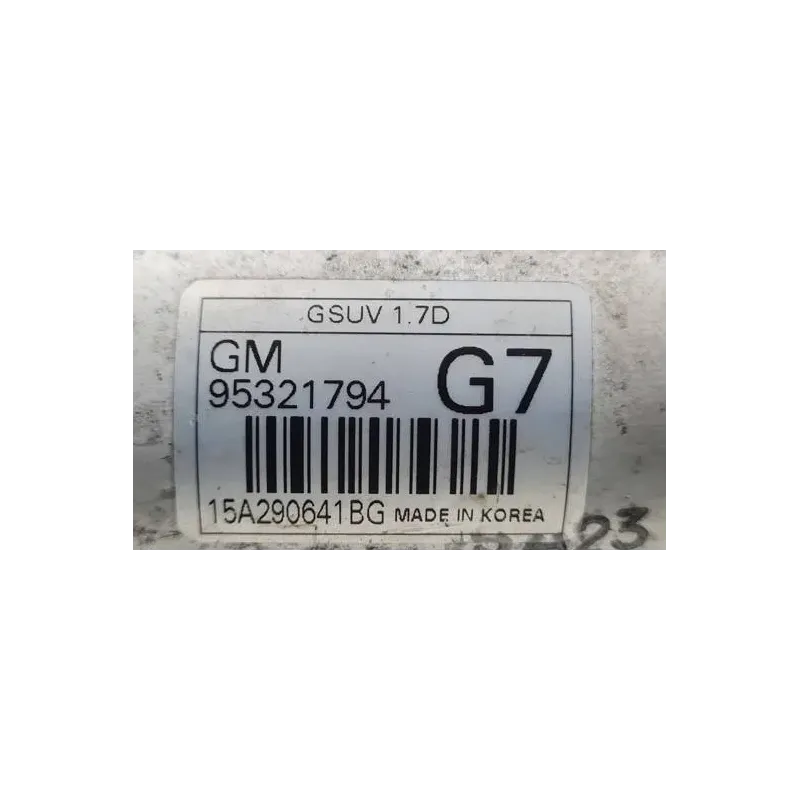 GSUV 1.7D
GM
95321794 G7
15A290641BG MADE IN KOREA